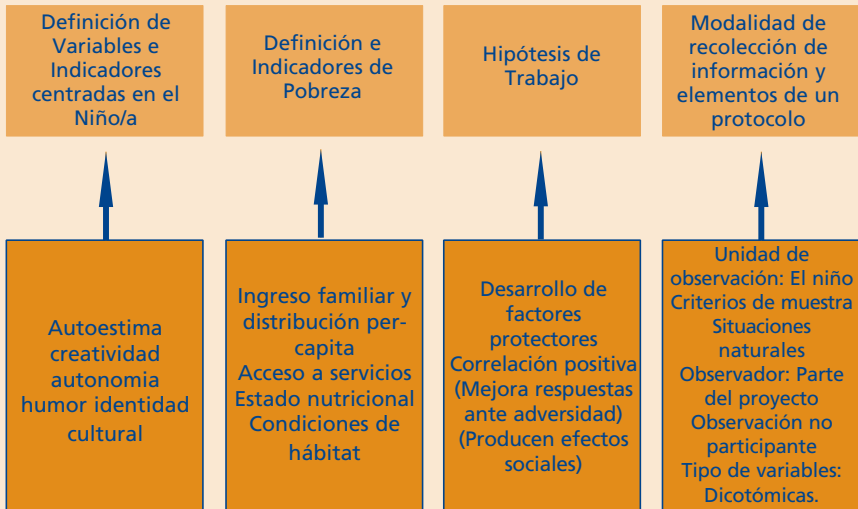 Definición de
Variables e
Indicadores
centradas en el
Niño/a
Definición e
Indicadores de
Pobreza
Hipótesis de
Trabajo
Modalidad de
recolección de
información y
elementos de un
protocolo
Autoestima
creatividad
autonomia
humor identidad
cultural
Ingreso familiar y
distribución per-
capita
Acceso a servicios
Estado nutricional
Condiciones de
hábitat
Desarrollo de
factores
protectores
Correlación positiva
(Mejora respuestas
ante adversidad)
(Producen efectos
sociales)
Unidad de
observación: El niño
Criterios de muestra
Situaciones
naturales
Observador: Parte
del proyecto
Observación no
participante
Tipo de variables:
Dicotómicas.